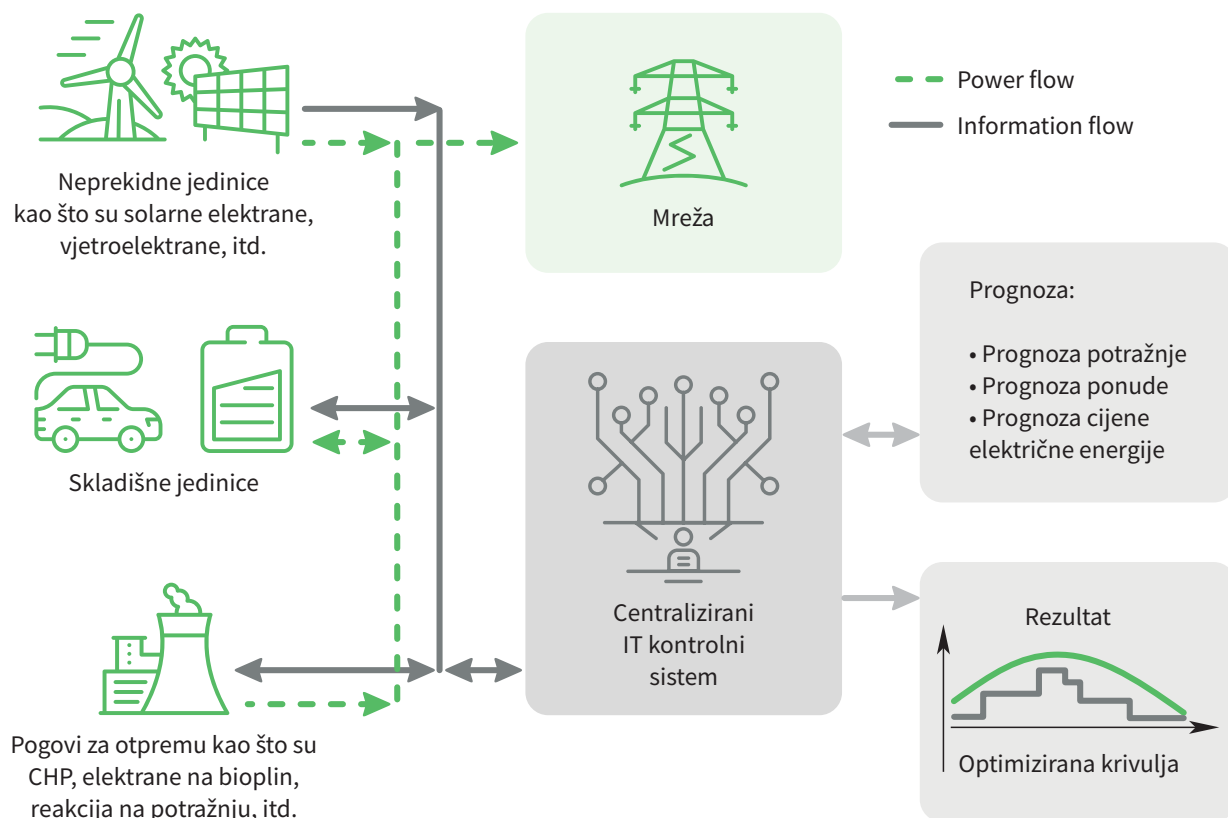 Neprekidne jedinice
kao što su solarne elektrane,
vjetroelektrane, itd.
Skladišne jedinice
Pogovi za otpremu kao što su
CHP, elektrane na bioplin,
reakcija na potražnju, itd.
Mreža
Centralizirani
IT kontrolni
sistem
Power flow
Information flow
Prognoza:
• Prognoza potražnje
• Prognoza ponude
• Prognoza cijene
električne energije
Rezultat
Optimizirana krivulja